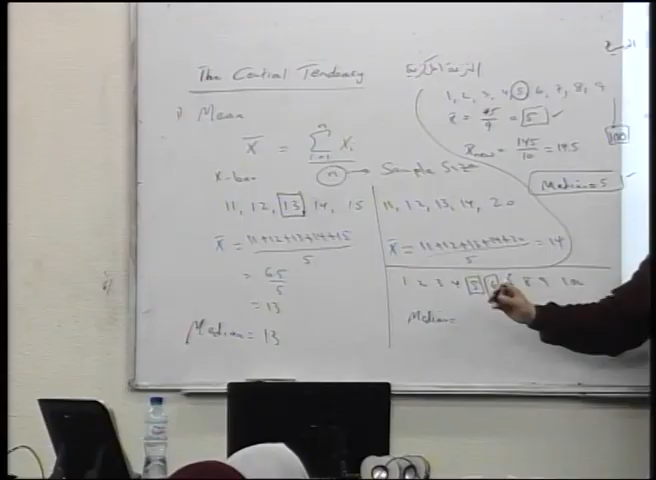 The Central Tendency
النزعة المركزية
1) Mean
X̄ = Σ Xi
i=1
n
n → Sample Size
X-bar
11, 12, 13, 14, 15
X̄ = 11+12+13+14+15
5
= 65
5
= 13
Median = 13
1, 2, 3, 4, 5, 6, 7, 8, 9
x̄ = 45/9 = 5 ✓
100
X̄new = 145/10 = 14.5
Median = 5
11, 12, 13, 14, 20
X̄ = 11+12+13+14+20 = 14
5
1 2 3 4 5 6 8 9 100
Median =